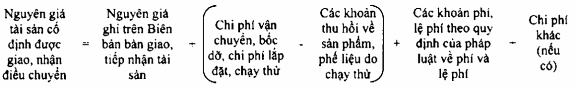 Nguyên giá
tài sản cố
định được
giao, nhận
điều chuyển
=
Nguyên giá
ghi trên Biên
bản bàn giao,
tiếp nhận tài
sản
+
Chi phí vận
chuyển, bốc
dỡ, chi phí lắp
đặt, chạy thử
-
Các khoản
thu hồi về
sản phẩm,
phế liệu do
chạy thử
+
Các khoản phí,
lệ phí theo quy
định của pháp
luật về phí và
lệ phí
+
Chi phí
khác
(nếu
có)